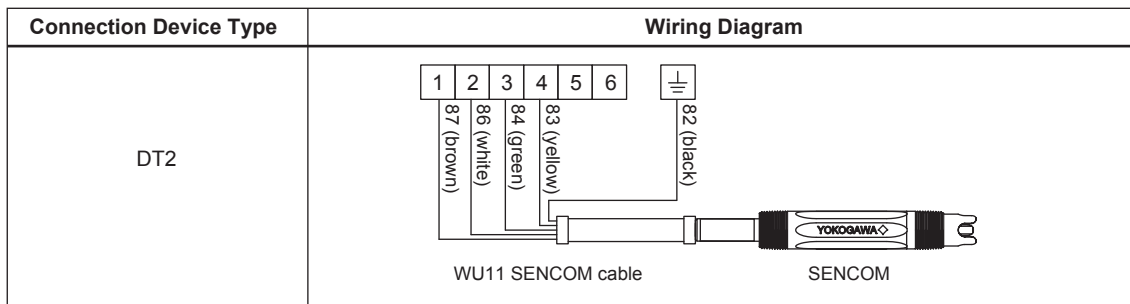 Connection Device Type
Wiring Diagram
DT2
1 2 3 4 5 6
87 (brown)
86 (white)
84 (green)
83 (yellow)
82 (black)
YOKOGAWA
WU11 SENCOM cable
SENCOM